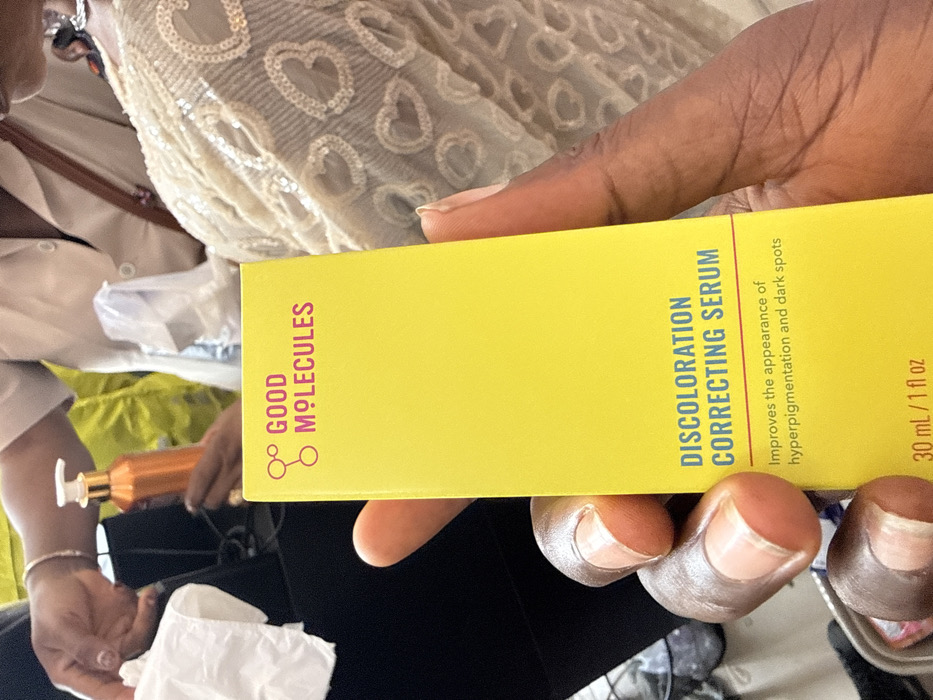 GOOD
MOLECULES
DISCOLORATION
CORRECTING SERUM
Improves the appearance of
hyperpigmentation and dark spots
30 mL / 1 fl oz